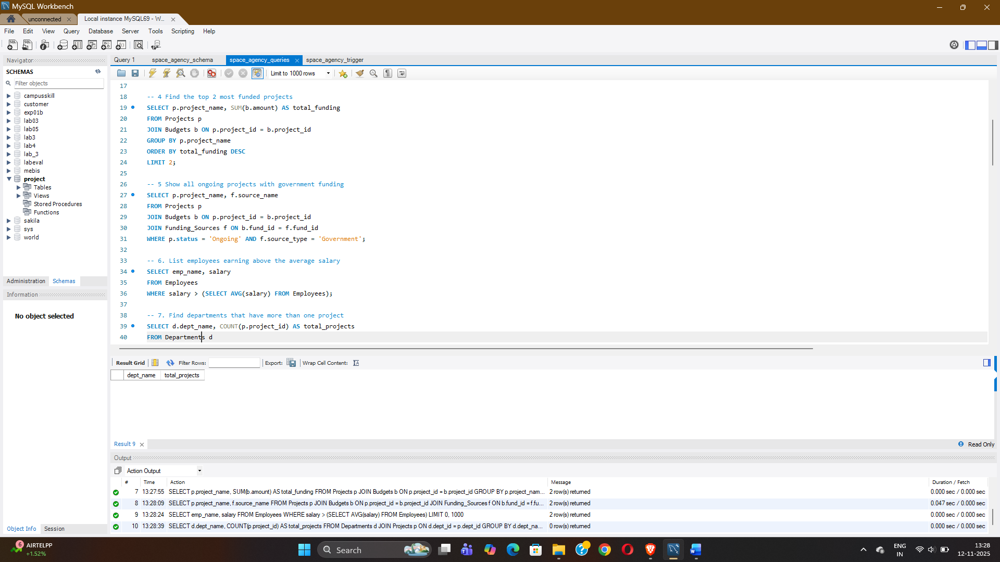 MySQL Workbench
unconnected
Local instance MySQL69 - W...
File Edit View Query Database Server Tools Scripting Help
Navigator
SCHEMAS
Filter objects
campusskill
customer
exp01b
lab03
lab05
lab3
lab4
lab_3
labeval
mebis
project
Tables
Views
Stored Procedures
Functions
sakila
sys
world
Administration Schemas
Information
No object selected
Object Info Session
Query 1 space_agency_schema space_agency_queries space_agency_trigger
Limit to 1000 rows
17
18 -- 4 Find the top 2 most funded projects
19 SELECT p.project_name, SUM(b.amount) AS total_funding
20 FROM Projects p
21 JOIN Budgets b ON p.project_id = b.project_id
22 GROUP BY p.project_name
23 ORDER BY total_funding DESC
24 LIMIT 2;
25
26 -- 5 Show all ongoing projects with government funding
27 SELECT p.project_name, f.source_name
28 FROM Projects p
29 JOIN Budgets b ON p.project_id = b.project_id
30 JOIN Funding_Sources f ON b.fund_id = f.fund_id
31 WHERE p.status = 'Ongoing' AND f.source_type = 'Government';
32
33 -- 6. List employees earning above the average salary
34 SELECT emp_name, salary
35 FROM Employees
36 WHERE salary > (SELECT AVG(salary) FROM Employees);
37
38 -- 7. Find departments that have more than one project
39 SELECT d.dept_name, COUNT(p.project_id) AS total_projects
40 FROM Departments d
Result Grid Filter Rows: Export: Wrap Cell Content:
dept_name total_projects
Result 9 Read Only
Output
Action Output
# Time Action Message Duration / Fetch
7 13:27:55 SELECT p.project_name, SUM(b.amount) AS total_funding FROM Projects p JOIN Budgets b ON p.project_id = b.project_id GROUP BY p.project_nam... 2 row(s) returned 0.000 sec / 0.000 sec
8 13:28:09 SELECT p.project_name, f.source_name FROM Projects p JOIN Budgets b ON p.project_id = b.project_id JOIN Funding_Sources f ON b.fund_id = f.fu... 2 row(s) returned 0.047 sec / 0.000 sec
9 13:28:24 SELECT emp_name, salary FROM Employees WHERE salary > (SELECT AVG(salary) FROM Employees) LIMIT 0, 1000 2 row(s) returned 0.000 sec / 0.000 sec
10 13:28:39 SELECT d.dept_name, COUNT(p.project_id) AS total_projects FROM Departments d JOIN Projects p ON d.dept_id = p.dept_id GROUP BY d.dept_na... 0 row(s) returned 0.000 sec / 0.000 sec
6 AIRTELPP
+1.52%
Search
ENG
IN
13:28
12-11-2025